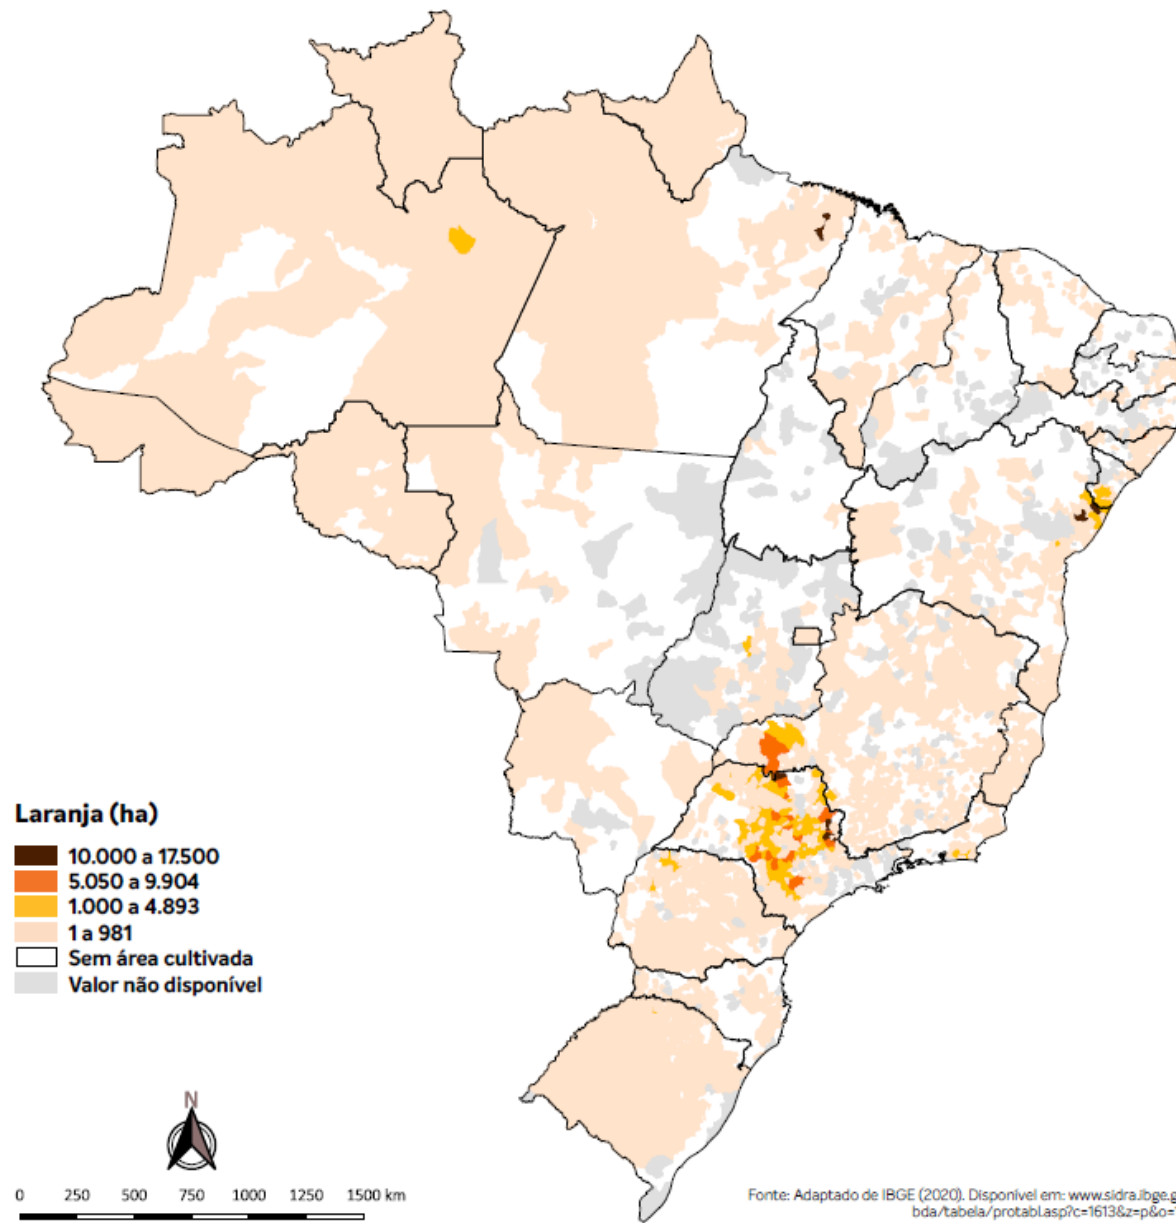 Laranja (ha)
10.000 a 17.500
5.050 a 9.904
1.000 a 4.893
1 a 981
Sem área cultivada
Valor não disponível
N
0 250 500 750 1000 1250 1500 km
Fonte: Adaptado de IBGE (2020). Disponível em: www.sidra.ibge.g
bda/tabela/protabl.asp?c=1613&z=p&o=